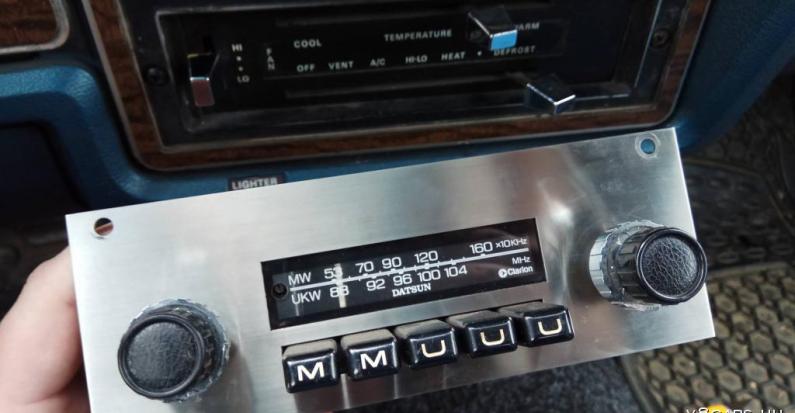 TEMPERATURE WARM
HI COOL
FAN
LO OFF VENT A/C HI-LO HEAT • DEFROST
LIGHTER
MW 53 70 90 120 160 ×10KHz
MHz
UKW 88 92 96 100 104 Clarion
DATSUN
M M U U U